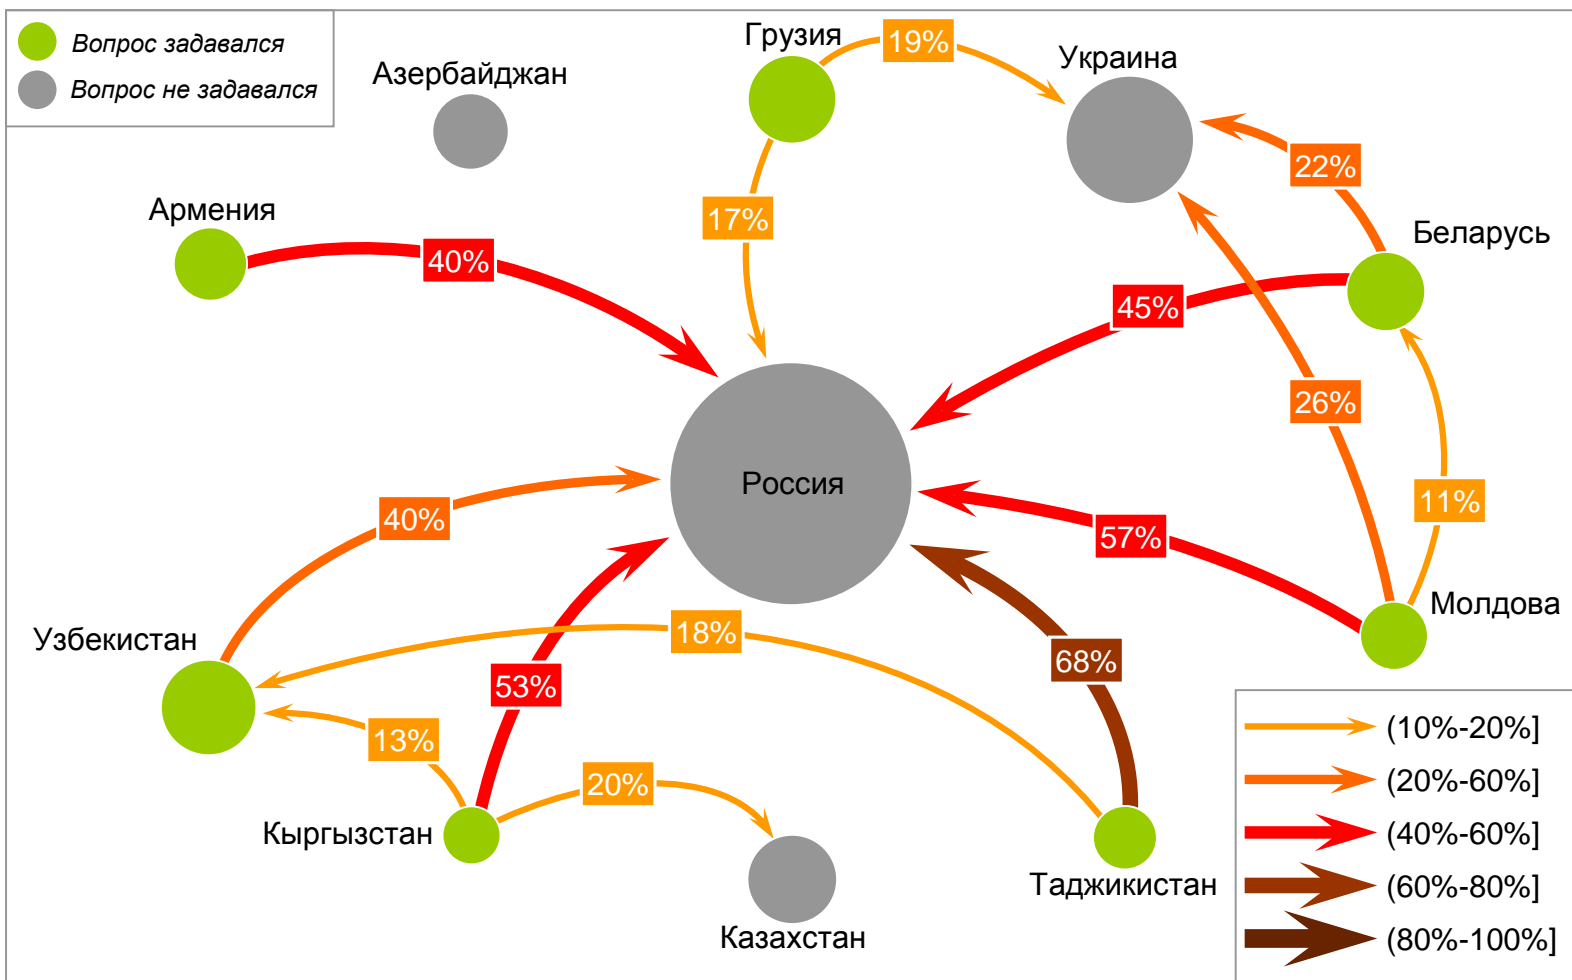 Вопрос задавался
Вопрос не задавался
Азербайджан
Грузия
19%
Украина
22%
Армения
17%
Беларусь
40%
45%
26%
Россия
40%
11%
57%
Молдова
Узбекистан
18%
68%
53%
13%
20%
Кыргызстан
Таджикистан
Казахстан
(10%-20%]
(20%-60%]
(40%-60%]
(60%-80%]
(80%-100%]